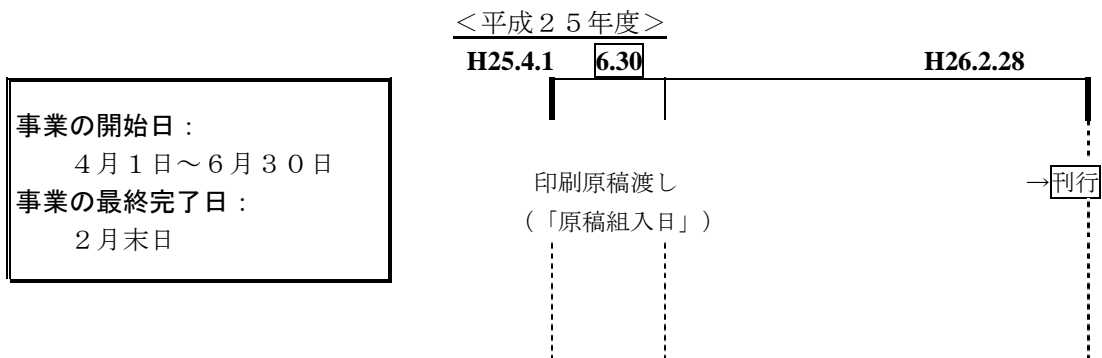 ＜平成２５年度＞
H25.4.1 6.30 H26.2.28
事業の開始日：
４月１日～６月３０日
事業の最終完了日：
２月末日
印刷原稿渡し
（「原稿組入日」）
→刊行